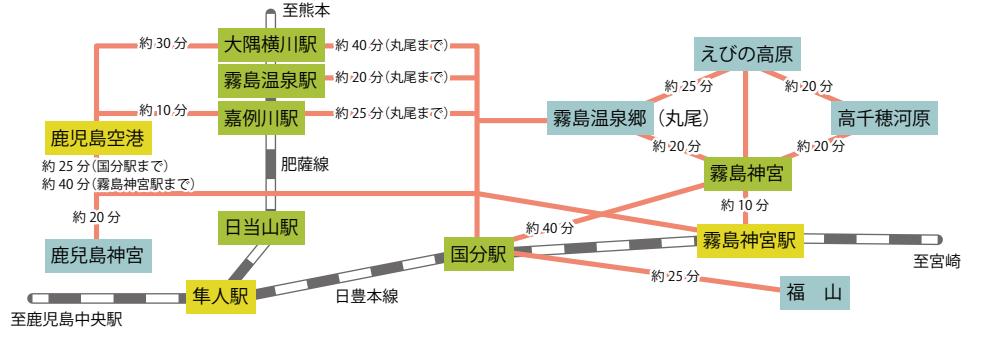 至熊本
約30分
大隅横川駅
約40分(丸尾まで)
えびの高原
霧島温泉駅
約20分(丸尾まで)
約25分
約20分
約10分
嘉例川駅
約25分(丸尾まで)
霧島温泉郷(丸尾)
高千穂河原
鹿児島空港
約20分
約20分
約25分(国分駅まで)
肥薩線
霧島神宮
約40分(霧島神宮駅まで)
約20分
約10分
日当山駅
約40分
鹿兒島神宮
国分駅
霧島神宮駅
至宮崎
約25分
隼人駅
日豊本線
福 山
至鹿児島中央駅